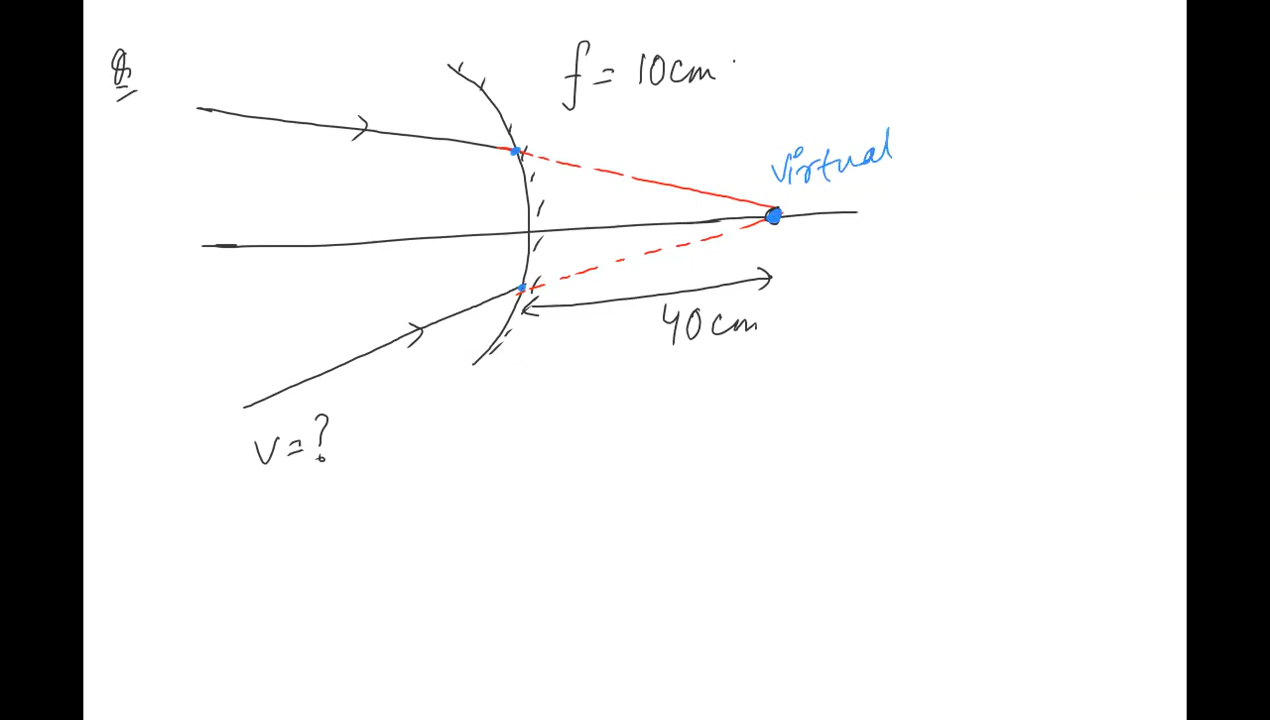 Q
f = 10cm
virtual
40cm
v = ?